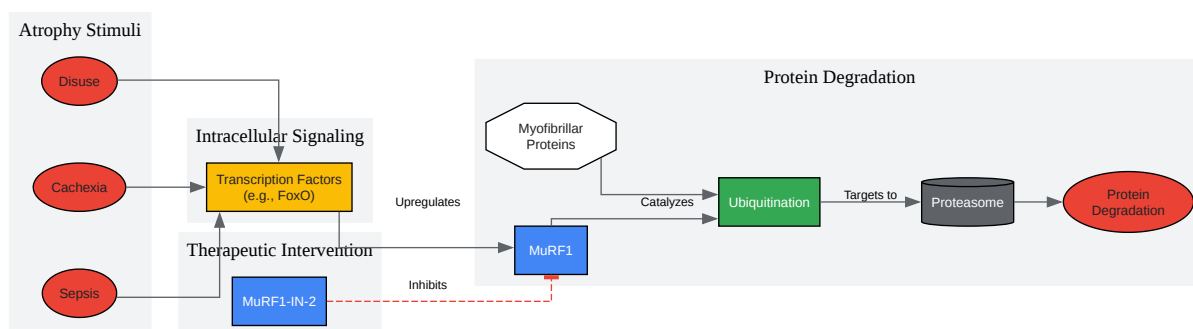 Atrophy Stimuli
Disuse
Cachexia
Sepsis
Intracellular Signaling
Transcription Factors
(e.g., FoxO)
Therapeutic Intervention
MuRF1-IN-2
Upregulates
Inhibits
Protein Degradation
Myofibrillar
Proteins
MuRF1
Catalyzes
Ubiquitination
Targets to
Proteasome
Protein
Degradation